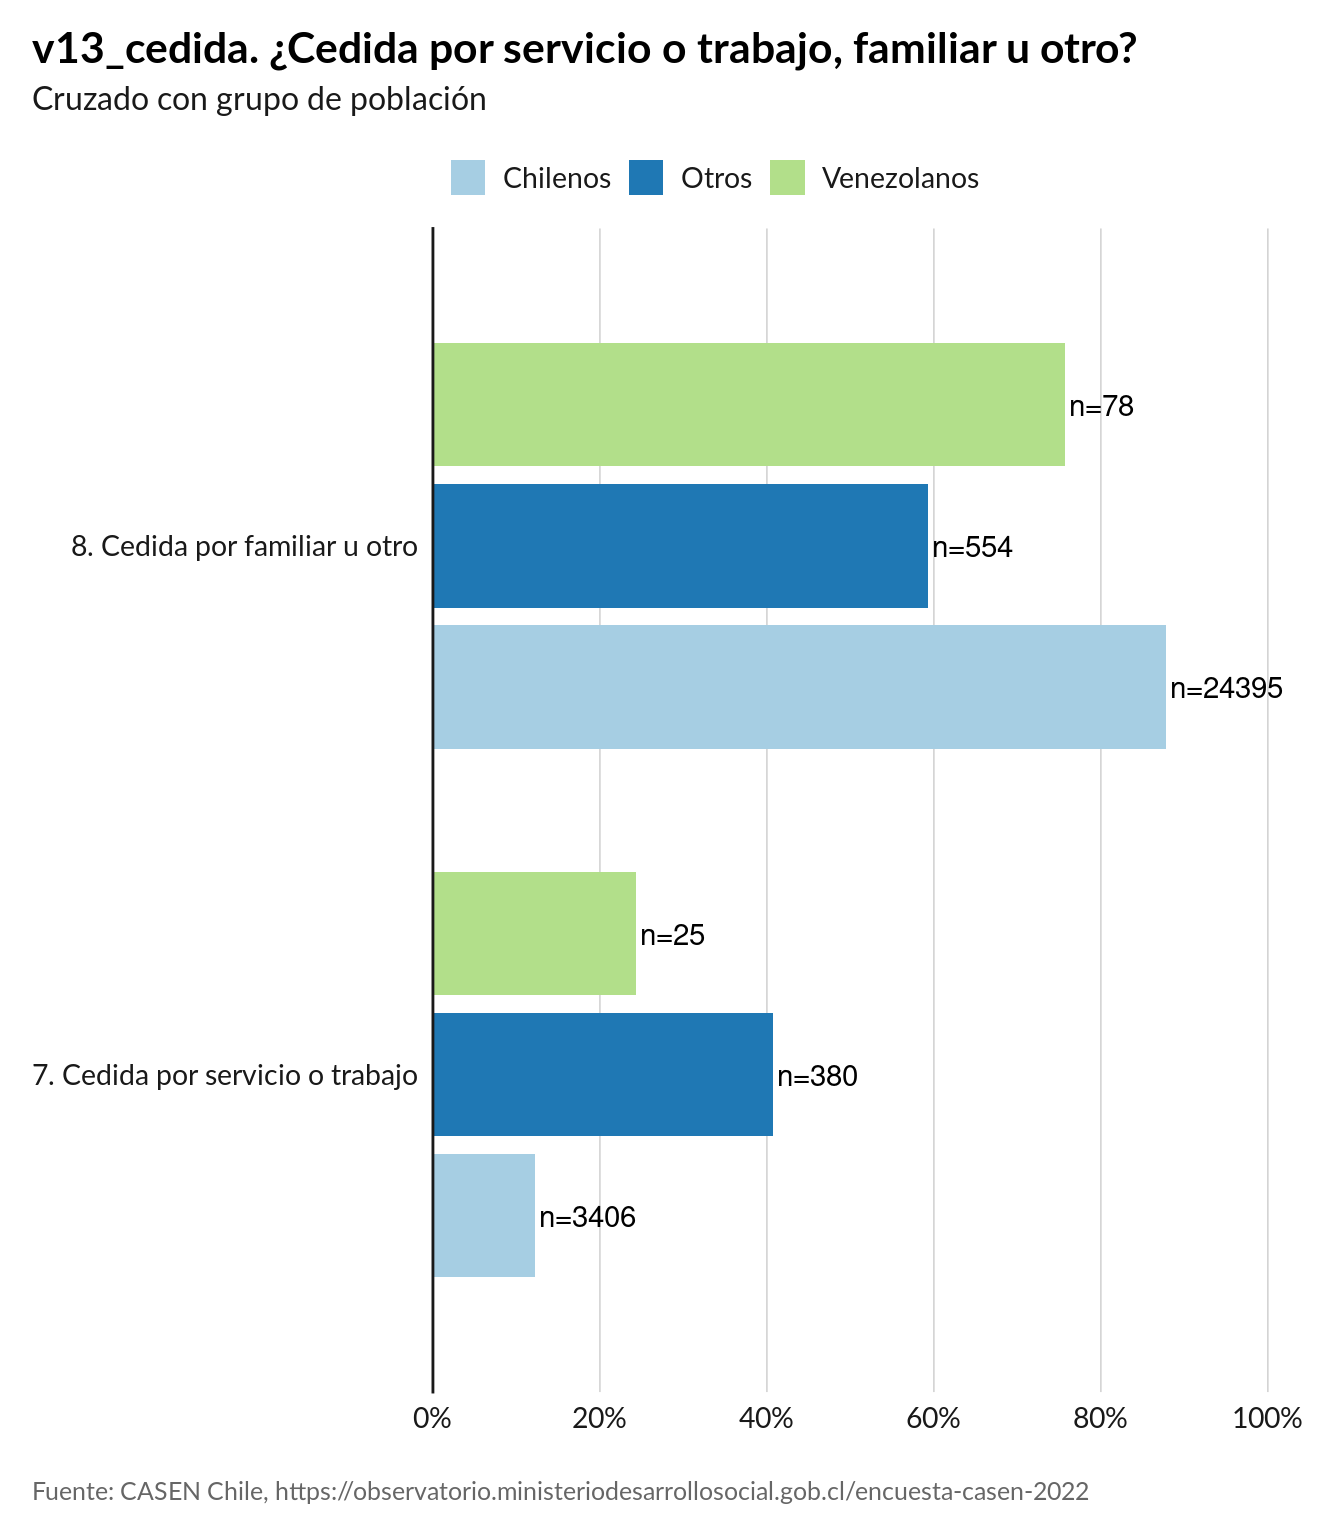 v13_cedida. ¿Cedida por servicio o trabajo, familiar u otro?
Cruzado con grupo de población
Chilenos Otros Venezolanos
n=78
8. Cedida por familiar u otro n=554
n=24395
n=25
7. Cedida por servicio o trabajo n=380
n=3406
0% 20% 40% 60% 80% 100%
Fuente: CASEN Chile, https://observatorio.ministeriodesarrollosocial.gob.cl/encuesta-casen-2022